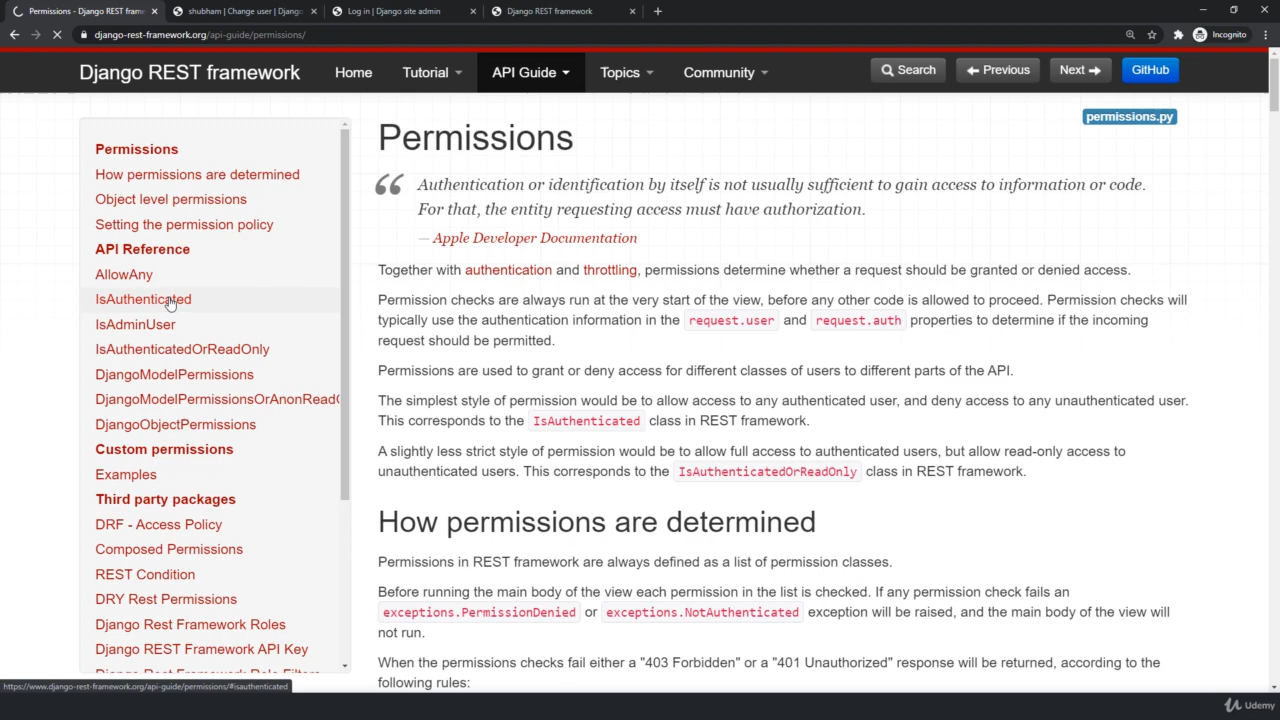 Permissions - Django REST frame
shubham | Change user | Django
Log in | Django site admin
Django REST framework
django-rest-framework.org/api-guide/permissions/
Incognito
Django REST framework
Home
Tutorial
API Guide
Topics
Community
Search
Previous
Next
GitHub
Permissions
How permissions are determined
Object level permissions
Setting the permission policy
API Reference
AllowAny
IsAuthenticated
IsAdminUser
IsAuthenticatedOrReadOnly
DjangoModelPermissions
DjangoModelPermissionsOrAnonReadO
DjangoObjectPermissions
Custom permissions
Examples
Third party packages
DRF - Access Policy
Composed Permissions
REST Condition
DRY Rest Permissions
Django Rest Framework Roles
Django REST Framework API Key
Django Rest Framework Role Filters
permissions.py
Permissions
“ Authentication or identification by itself is not usually sufficient to gain access to information or code.
For that, the entity requesting access must have authorization.
— Apple Developer Documentation
Together with authentication and throttling, permissions determine whether a request should be granted or denied access.
Permission checks are always run at the very start of the view, before any other code is allowed to proceed. Permission checks will
typically use the authentication information in the request.user and request.auth properties to determine if the incoming
request should be permitted.
Permissions are used to grant or deny access for different classes of users to different parts of the API.
The simplest style of permission would be to allow access to any authenticated user, and deny access to any unauthenticated user.
This corresponds to the IsAuthenticated class in REST framework.
A slightly less strict style of permission would be to allow full access to authenticated users, but allow read-only access to
unauthenticated users. This corresponds to the IsAuthenticatedOrReadOnly class in REST framework.
How permissions are determined
Permissions in REST framework are always defined as a list of permission classes.
Before running the main body of the view each permission in the list is checked. If any permission check fails an
exceptions.PermissionDenied or exceptions.NotAuthenticated exception will be raised, and the main body of the view will
not run.
When the permissions checks fail either a "403 Forbidden" or a "401 Unauthorized" response will be returned, according to the
following rules:
https://www.django-rest-framework.org/api-guide/permissions/#isauthenticated
Udemy